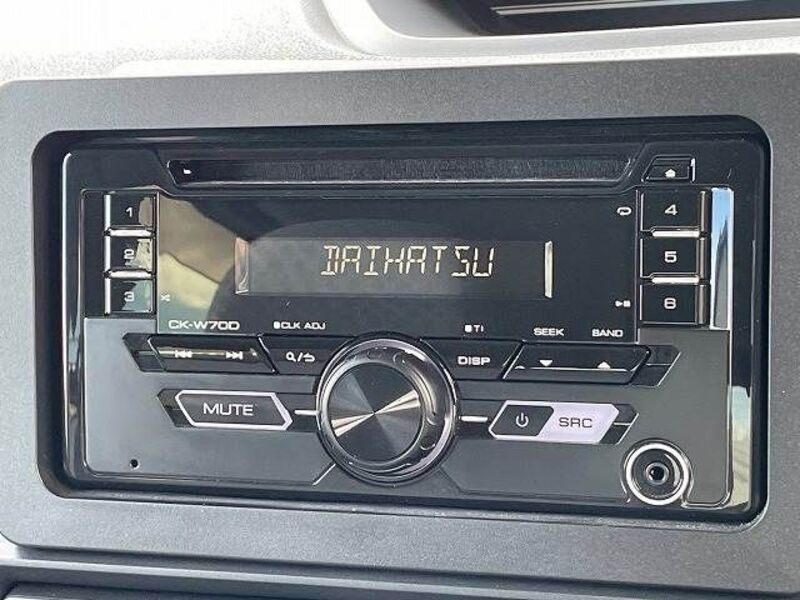 1
2
3
4
5
6
DAIHATSU
CK-W70D
CLK ADJ
TI
SEEK
BAND
DISP
MUTE
SRC